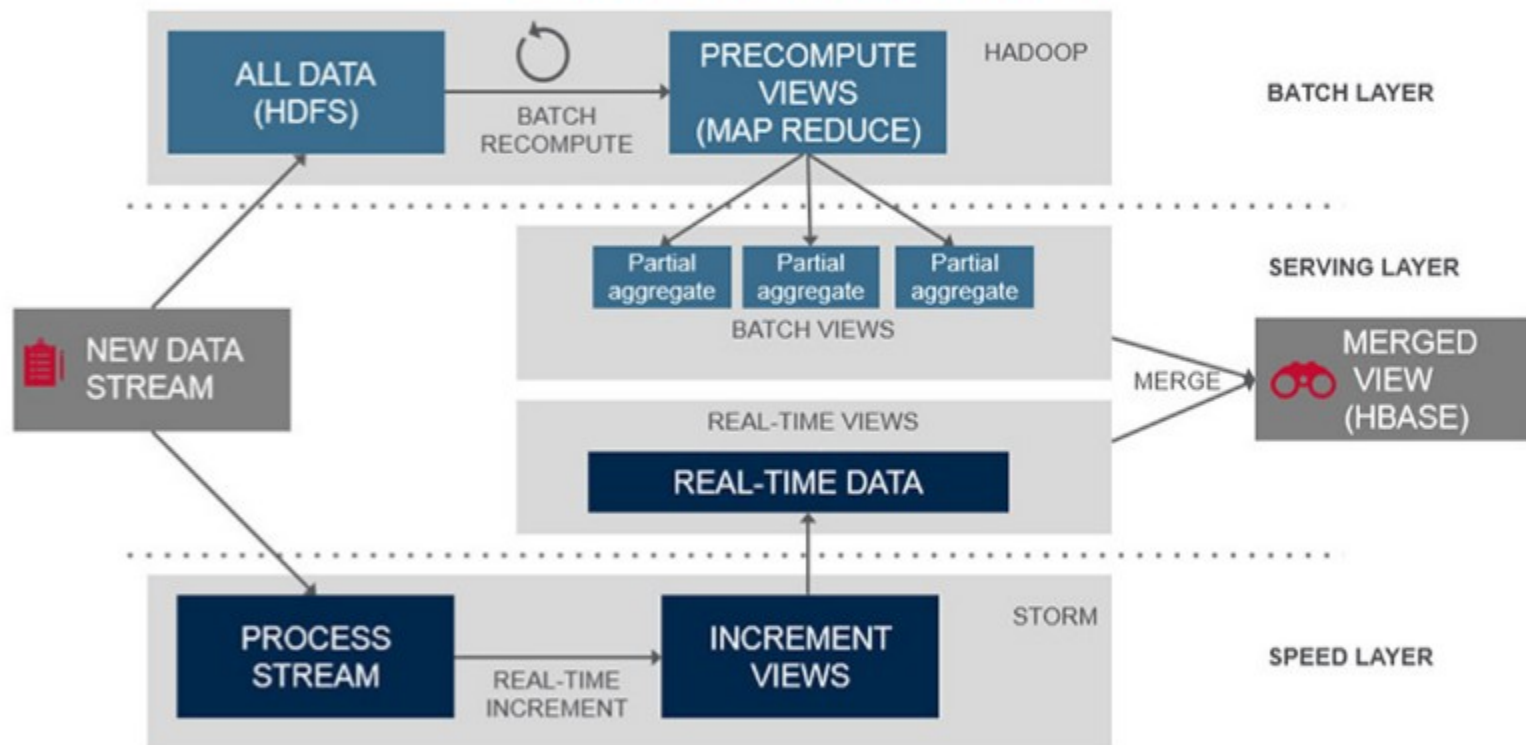 ALL DATA
(HDFS)
BATCH
RECOMPUTE
PRECOMPUTE
VIEWS
(MAP REDUCE)
HADOOP
BATCH LAYER
Partial
aggregate
Partial
aggregate
Partial
aggregate
BATCH VIEWS
SERVING LAYER
NEW DATA
STREAM
MERGE
MERGED
VIEW
(HBASE)
REAL-TIME VIEWS
REAL-TIME DATA
PROCESS
STREAM
REAL-TIME
INCREMENT
INCREMENT
VIEWS
STORM
SPEED LAYER